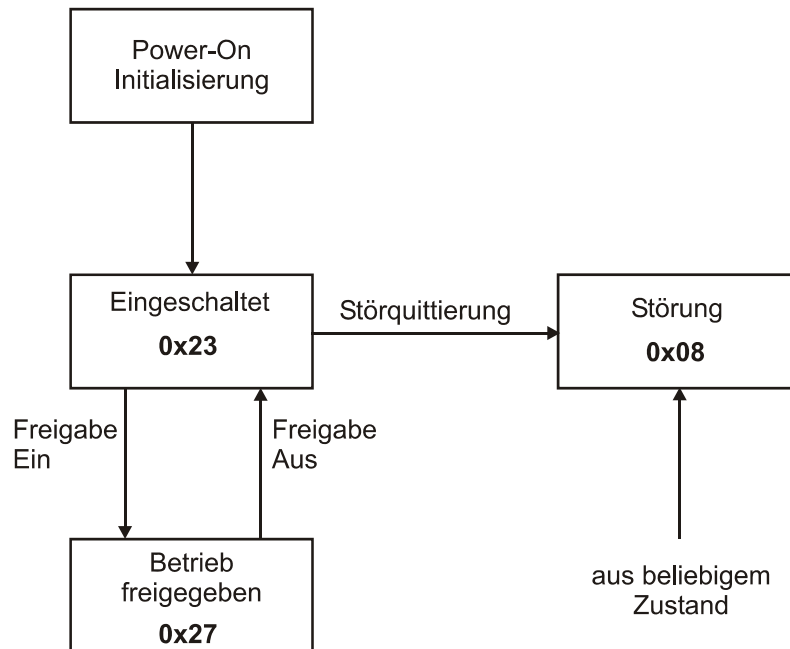 Power-On
Initialisierung
Eingeschaltet
0x23
Störquittierung
Störung
0x08
Freigabe
Ein
Freigabe
Aus
Betrieb
freigegeben
0x27
aus beliebigem
Zustand